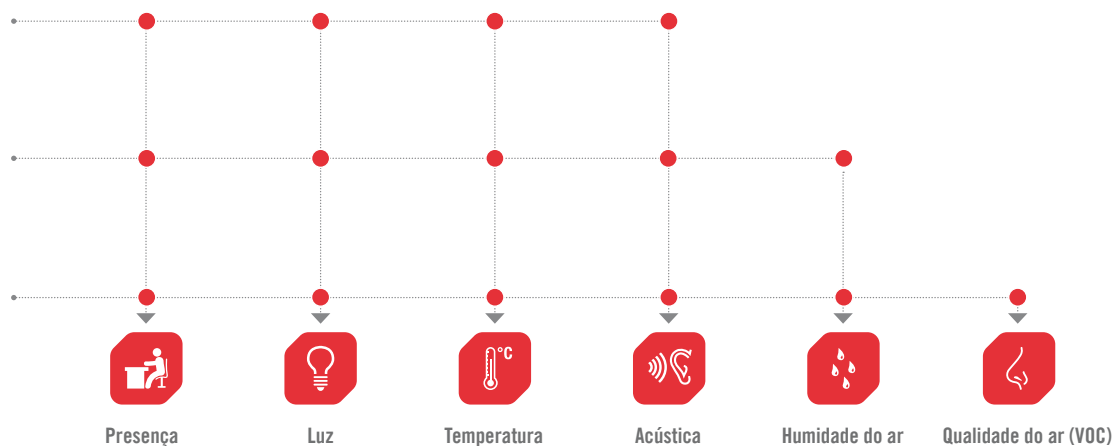 °C
Presença
Luz
Temperatura
Acústica
Humidade do ar
Qualidade do ar (VOC)